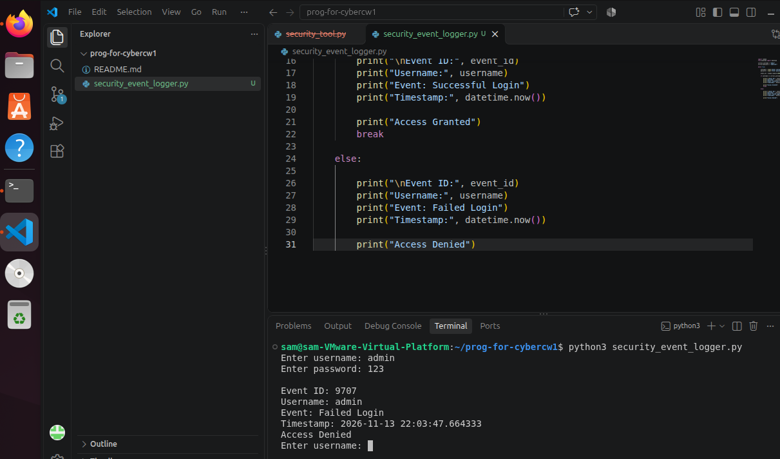 File Edit Selection View Go Run ···
prog-for-cybercw1
Explorer ···
prog-for-cybercw1
README.md
security_event_logger.py U
1
Outline
security_tool.py
security_event_logger.py U
security_event_logger.py
16 print("\nEvent ID:", event_id)
17 print("Username:", username)
18 print("Event: Successful Login")
19 print("Timestamp:", datetime.now())
20
21 print("Access Granted")
22 break
23
24 else:
25
26 print("\nEvent ID:", event_id)
27 print("Username:", username)
28 print("Event: Failed Login")
29 print("Timestamp:", datetime.now())
30
31 print("Access Denied")
Problems Output Debug Console Terminal Ports python3 ···
sam@sam-VMware-Virtual-Platform:~/prog-for-cybercw1$ python3 security_event_logger.py
Enter username: admin
Enter password: 123
Event ID: 9707
Username: admin
Event: Failed Login
Timestamp: 2026-11-13 22:03:47.664333
Access Denied
Enter username: